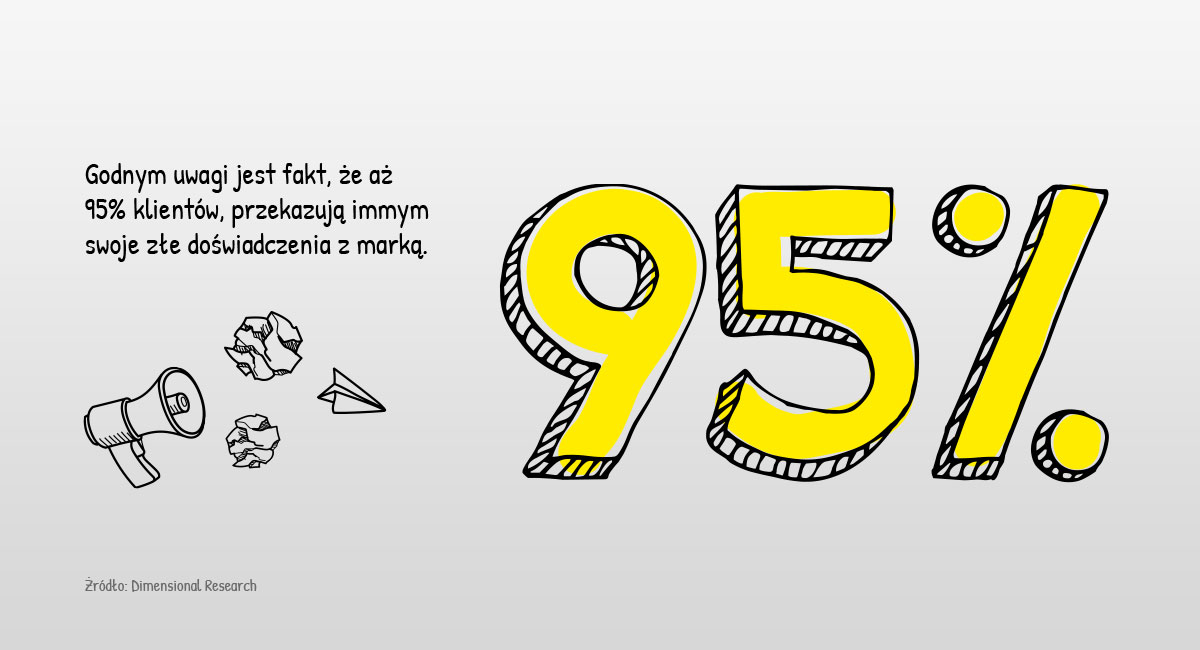 Godnym uwagi jest fakt, że aż
95% klientów, przekazują immym
swoje złe doświadczenia z marką.
95%
Źródło: Dimensional Research